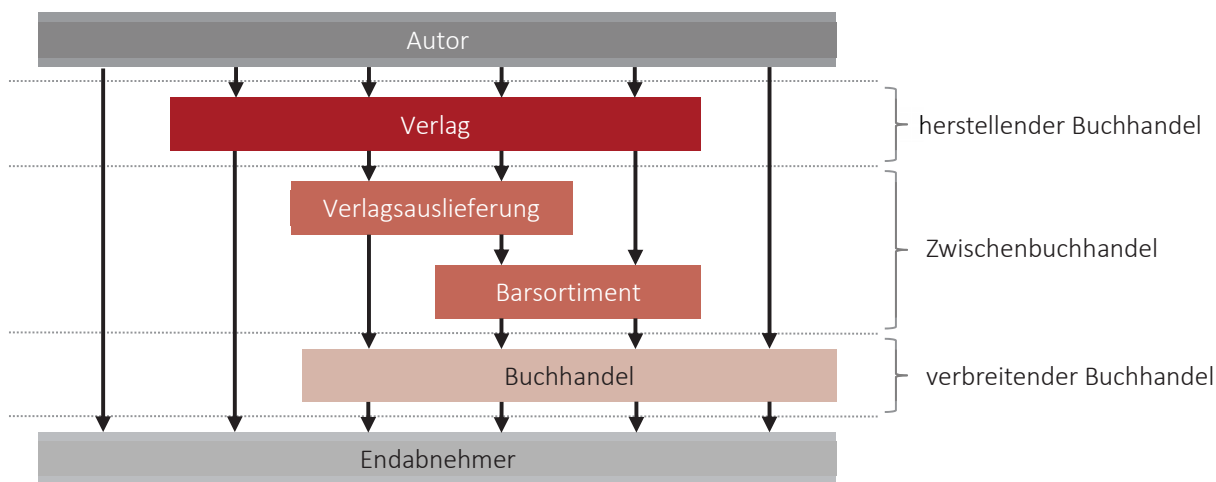 Autor
Verlag
herstellender Buchhandel
Verlagsauslieferung
Zwischenbuchhandel
Barsortiment
Buchhandel
verbreitender Buchhandel
Endabnehmer